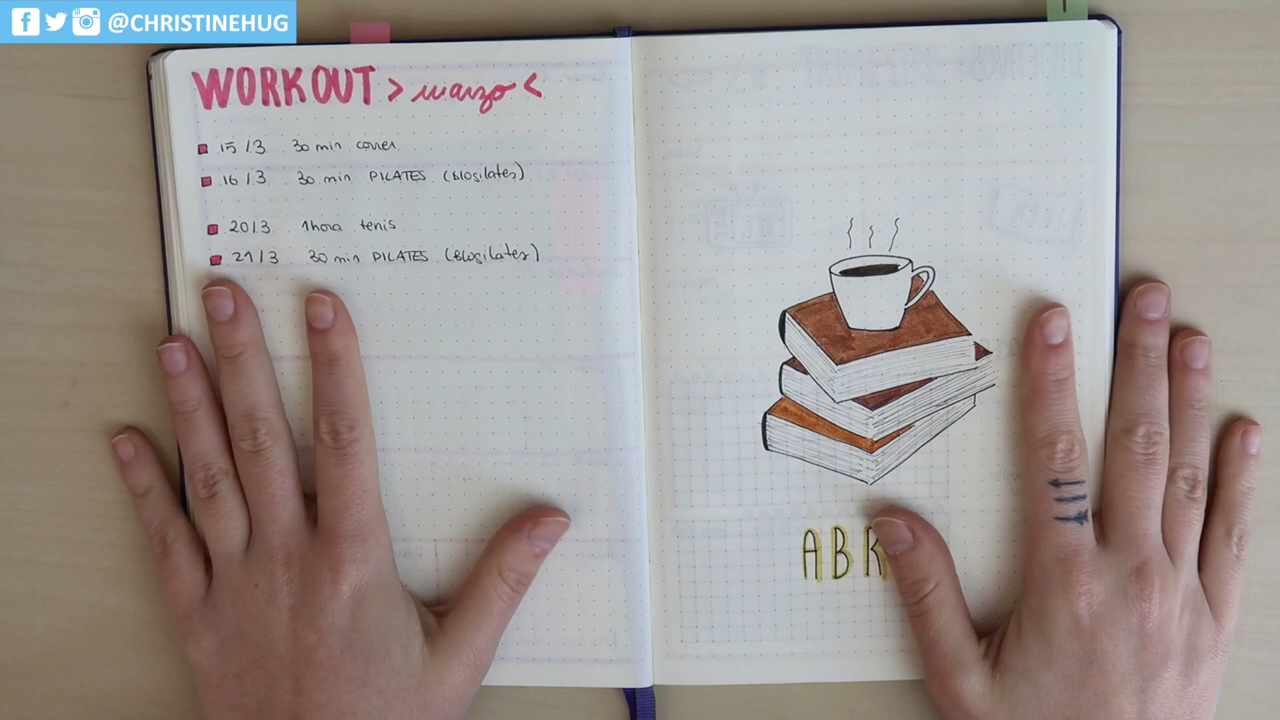 @CHRISTINEHUG
WORKOUT > marzo <
15/3 30 min correr
16/3 30 min PILATES (Blogilates)
20/3 1hora tenis
21/3 30 min PILATES (Blogilates)
ABR